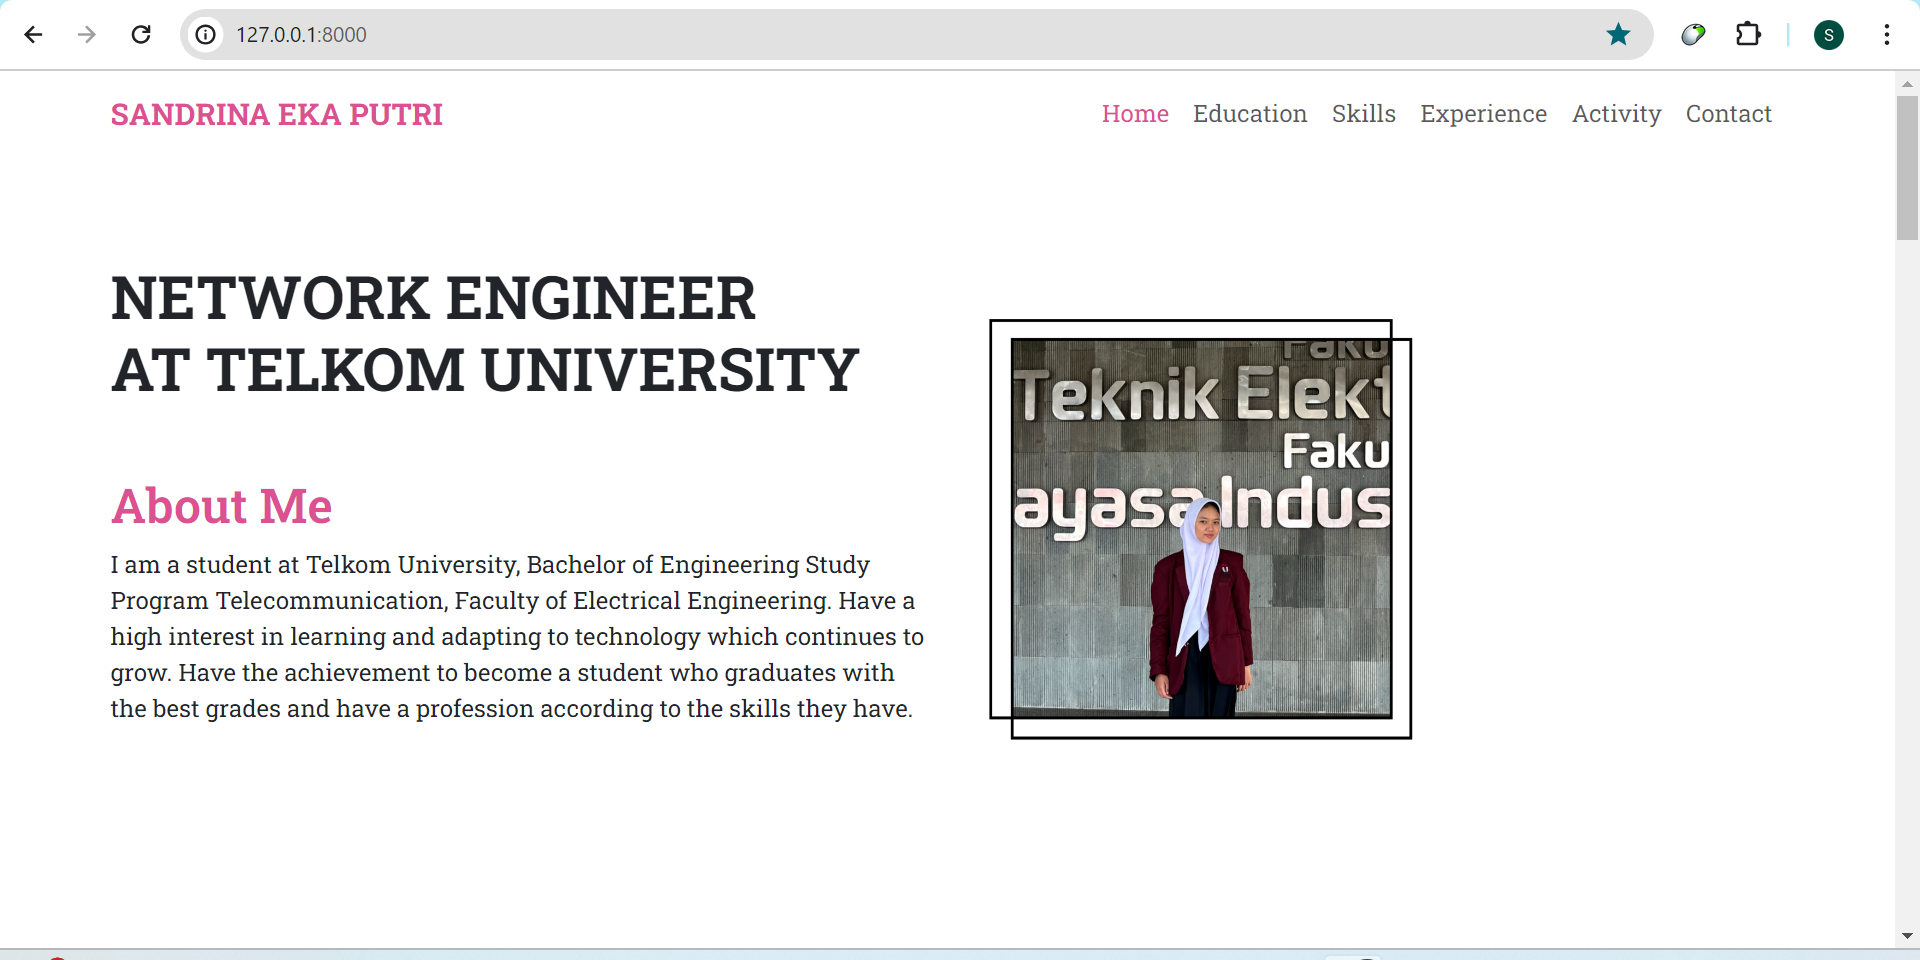 127.0.0.1:8000
S
SANDRINA EKA PUTRI
Home Education Skills Experience Activity Contact
NETWORK ENGINEER
AT TELKOM UNIVERSITY
About Me
I am a student at Telkom University, Bachelor of Engineering Study
Program Telecommunication, Faculty of Electrical Engineering. Have a
high interest in learning and adapting to technology which continues to
grow. Have the achievement to become a student who graduates with
the best grades and have a profession according to the skills they have.
Faku
Teknik Elekt
Faku
ayasa Indus